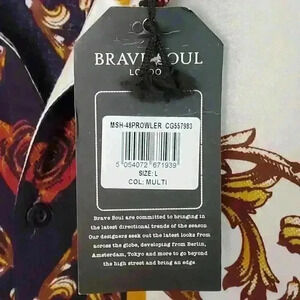 BRAVE SOUL
LONDON
MSH-48PROWLER CG557983
5 054072 671939
SIZE: L
COL: MULTI
Brave Soul are committed to bringing in
the latest directional trends of the season
Our designers seek out the latest looks from
across the globe, developing from Berlin,
Amsterdam, Tokyo and more to go beyond
the high street and bring an edge